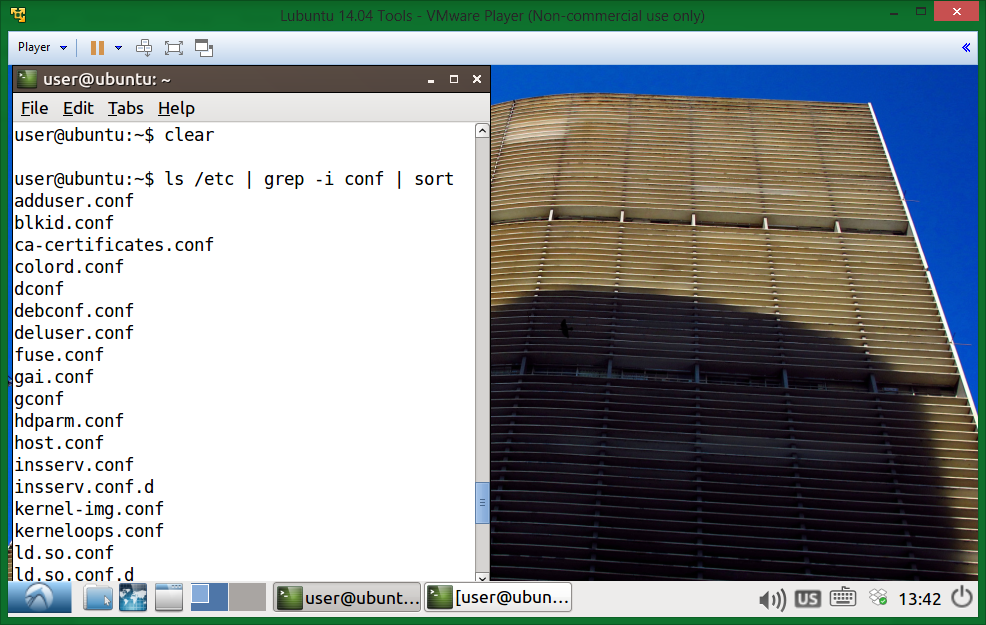 Lubuntu 14.04 Tools - VMware Player (Non-commercial use only)
Player
user@ubuntu: ~
File Edit Tabs Help
user@ubuntu:~$ clear
user@ubuntu:~$ ls /etc | grep -i conf | sort
adduser.conf
blkid.conf
ca-certificates.conf
colord.conf
dconf
debconf.conf
deluser.conf
fuse.conf
gai.conf
gconf
hdparm.conf
host.conf
insserv.conf
insserv.conf.d
kernel-img.conf
kerneloops.conf
ld.so.conf
ld.so.conf.d
user@ubunt... [user@ubun... US 13:42